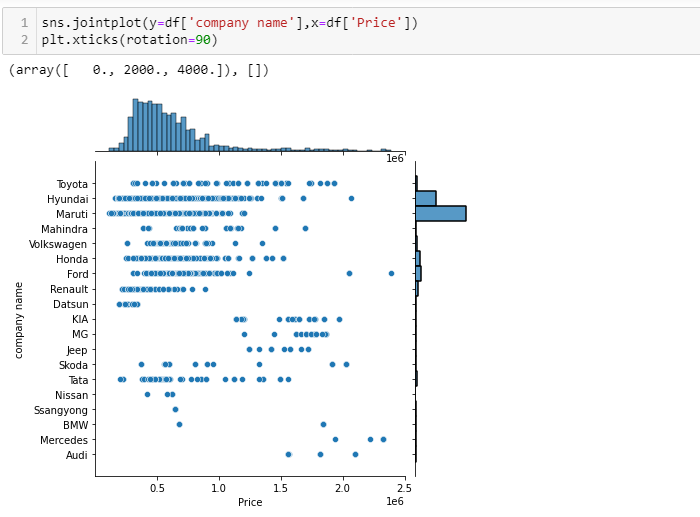 1 sns.jointplot(y=df['company name'],x=df['Price'])
2 plt.xticks(rotation=90)
(array([   0., 2000., 4000.]), [])
1e6
Toyota
Hyundai
Maruti
Mahindra
Volkswagen
Honda
Ford
Renault
Datsun
KIA
MG
Jeep
Skoda
Tata
Nissan
Ssangyong
BMW
Mercedes
Audi
company name
0.5 1.0 1.5 2.0 2.5
Price 1e6